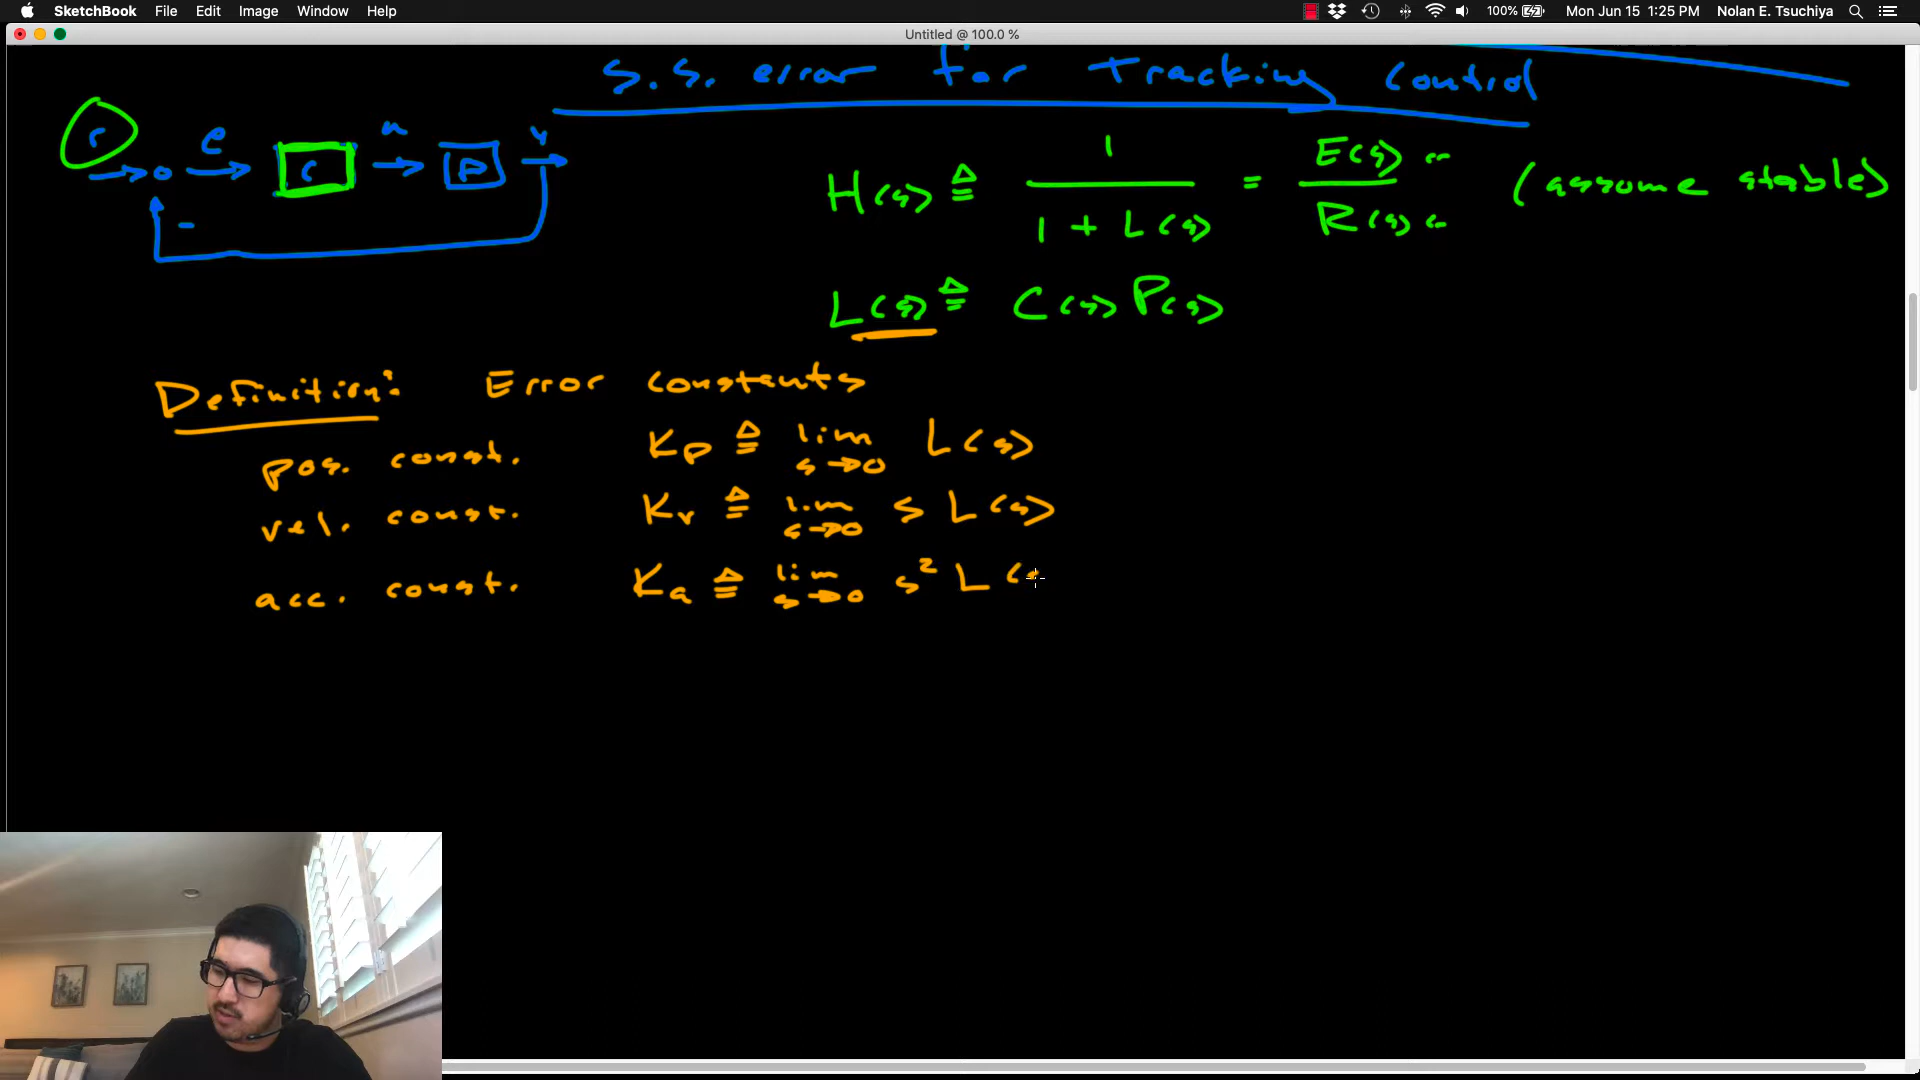 SketchBook File Edit Image Window Help 100% Mon Jun 15 1:25 PM Nolan E. Tsuchiya
Untitled @ 100.0 %
s.s. error for Tracking Control
r e C u P y
-
H(s) ≜ 1 / (1 + L(s)) = E(s) / R(s) (assume stable)
L(s) ≜ C(s) P(s)
Definition: Error constants
pos. const. Kp ≜ lim s→0 L(s)
vel. const. Kv ≜ lim s→0 s L(s)
acc. const. Ka ≜ lim s→0 s² L(s